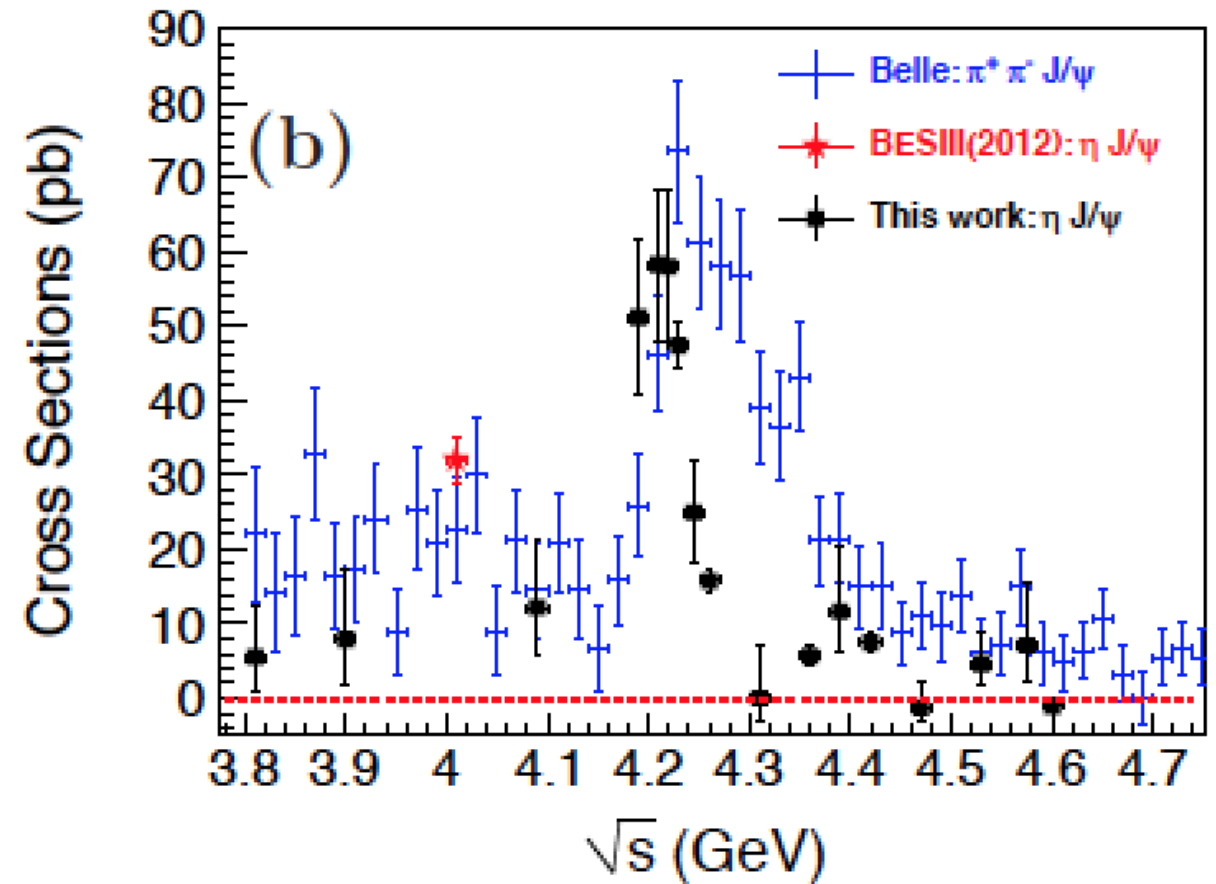 Cross Sections (pb)
90
80
70
60
50
40
30
20
10
0
(b)
Belle: π⁺ π⁻ J/ψ
BESIII(2012): η J/ψ
This work: η J/ψ
3.8 3.9 4 4.1 4.2 4.3 4.4 4.5 4.6 4.7
√s (GeV)